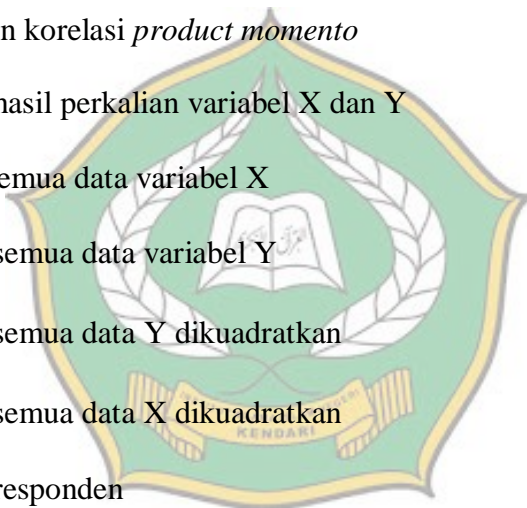 n korelasi product momento
hasil perkalian variabel X dan Y
emua data variabel X
semua data variabel Y
semua data Y dikuadratkan
semua data X dikuadratkan
KENDARI
responden